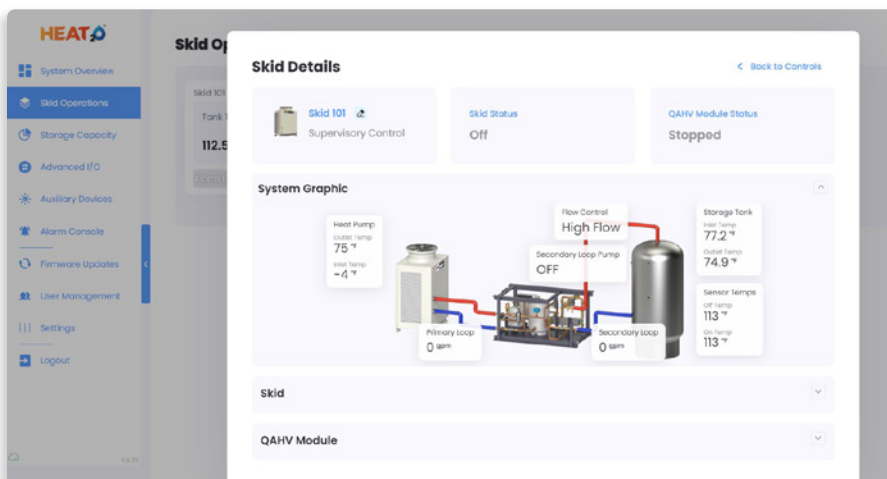 HEAT
System Overview
Skid Operations
Storage Capacity
Advanced I/O
Auxiliary Devices
Alarm Console
Firmware Updates
User Management
Settings
Logout
Skid Op
Skid 101
Tank
112.5
Skid Details
Back to Controls
Skid 101
Supervisory Control
Skid Status
Off
QAHV Module Status
Stopped
System Graphic
Heat Pump
Outlet Temp
75 °F
Inlet Temp
-4 °F
Flow Control
High Flow
Secondary Loop Pump
OFF
Storage Tank
Inlet Temp
77.2 °F
Outlet Temp
74.9 °F
Sensor Temps
Off Temp
113 °F
On Temp
113 °F
Primary Loop
0 gpm
Secondary Loop
0 gpm
Skid
QAHV Module